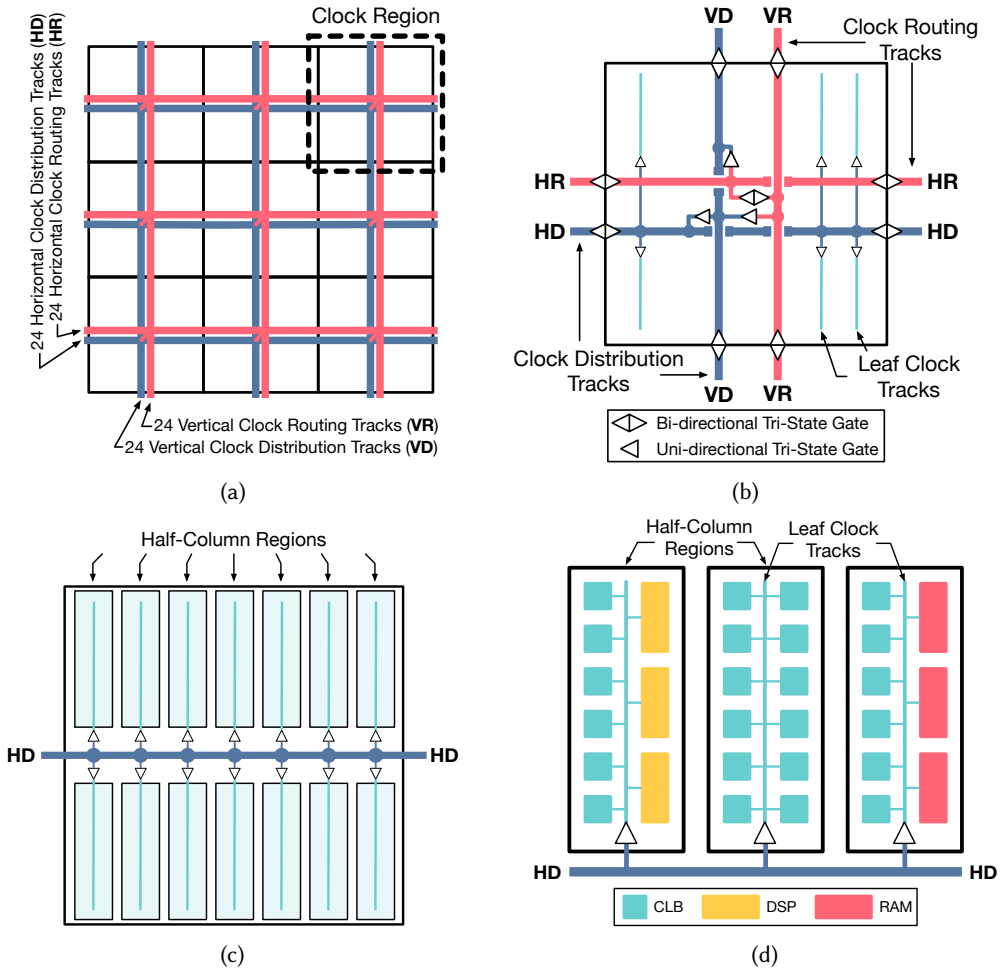 Clock Region
24 Horizontal Clock Distribution Tracks (HD)
24 Horizontal Clock Routing Tracks (HR)
24 Vertical Clock Routing Tracks (VR)
24 Vertical Clock Distribution Tracks (VD)
(a)
VD VR
Clock Routing
Tracks
HR HR
HD HD
Clock Distribution
Tracks
Leaf Clock
Tracks
VD VR
Bi-directional Tri-State Gate
Uni-directional Tri-State Gate
(b)
Half-Column Regions
HD HD
(c)
Half-Column
Regions
Leaf Clock
Tracks
HD HD
CLB DSP RAM
(d)